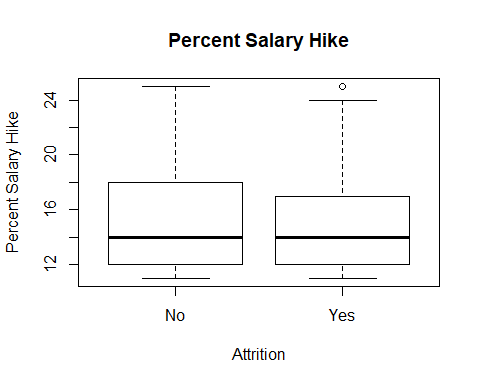 Percent Salary Hike
Percent Salary Hike
24
20
16
12
No Yes
Attrition